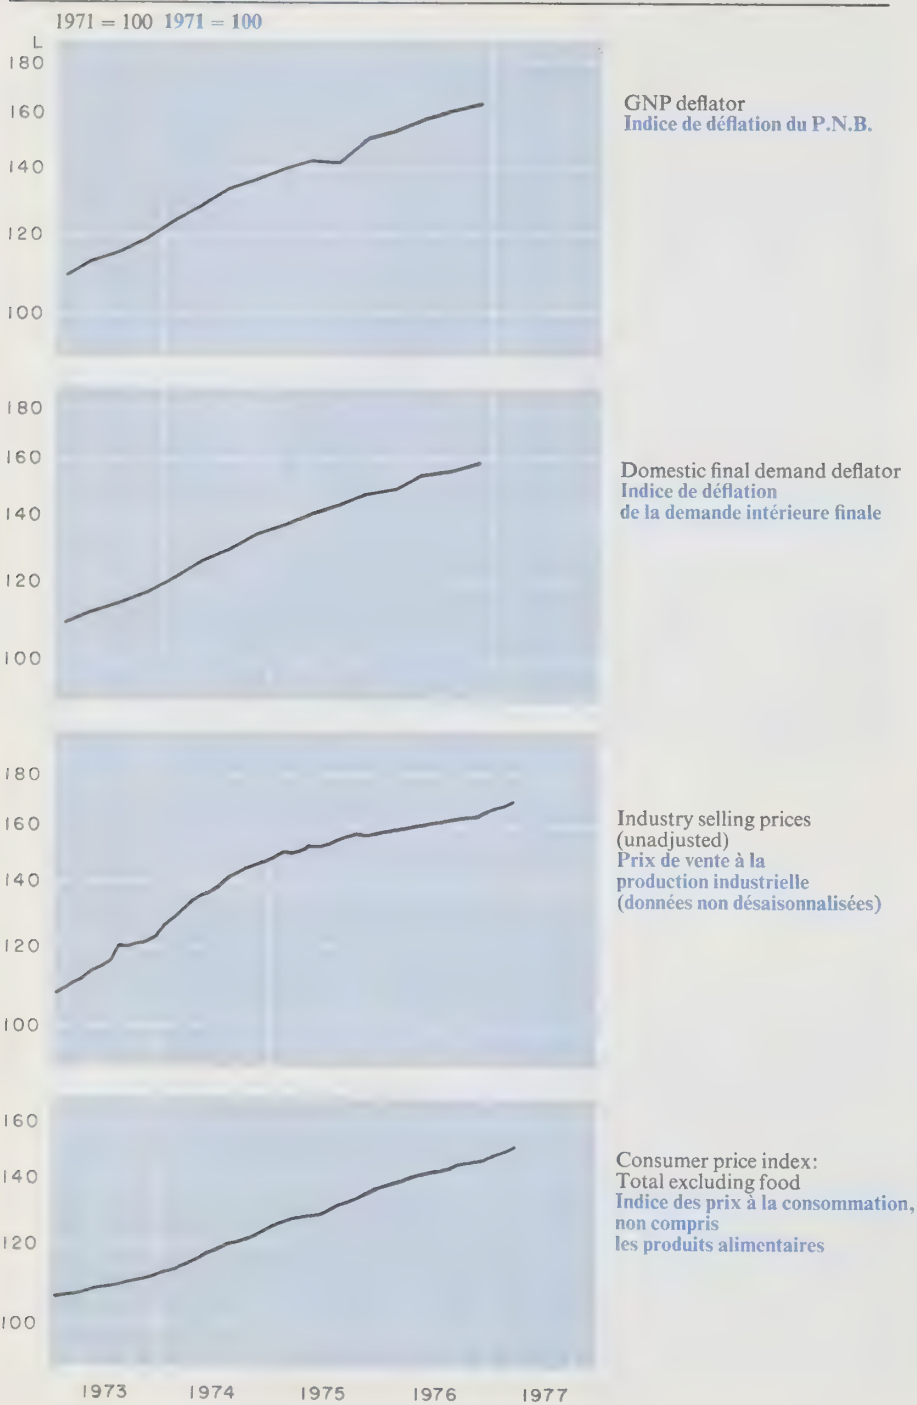 1971 = 100 1971 = 100
L
180
160
140
120
100
GNP deflator
Indice de déflation du P.N.B.
180
160
140
120
100
Domestic final demand deflator
Indice de déflation
de la demande intérieure finale
180
160
140
120
100
Industry selling prices
(unadjusted)
Prix de vente à la
production industrielle
(données non désaisonnalisées)
160
140
120
100
Consumer price index:
Total excluding food
Indice des prix à la consommation,
non compris
les produits alimentaires
1973 1974 1975 1976 1977